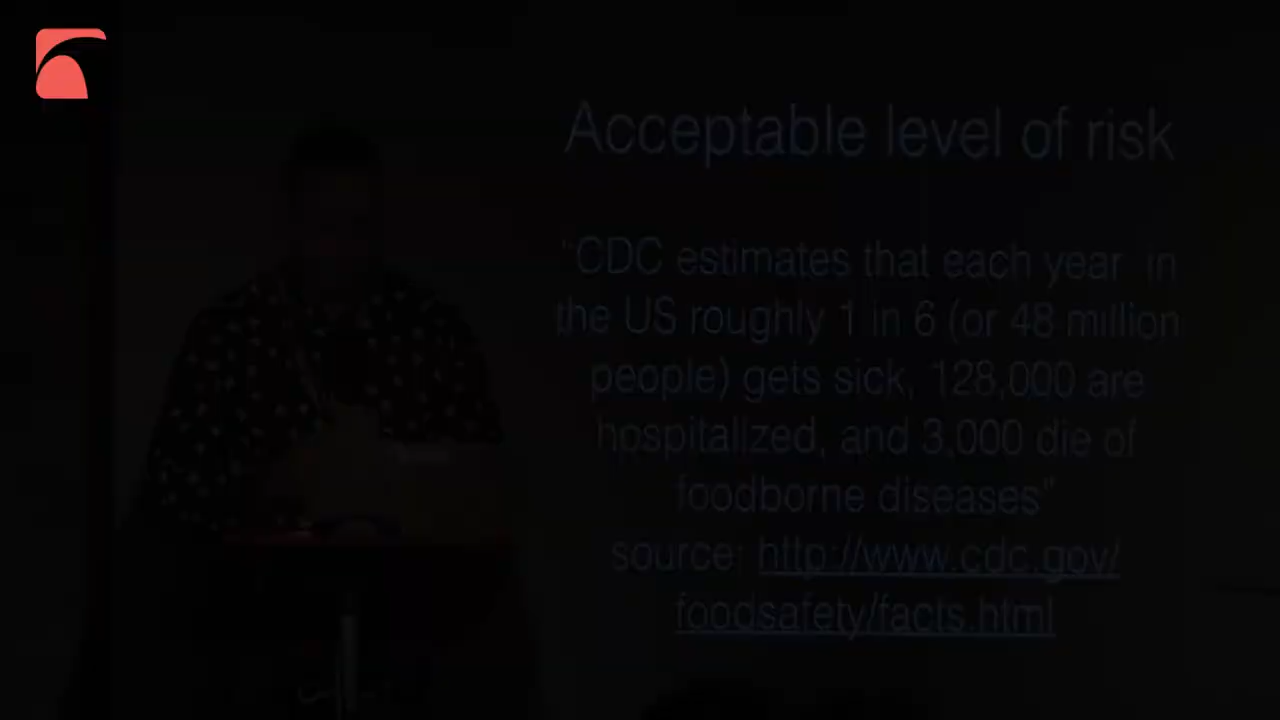 Acceptable level of risk
"CDC estimates that each year in
the US roughly 1 in 6 (or 48 million
people) gets sick, 128,000 are
hospitalized, and 3,000 die of
foodborne diseases"
source: http://www.cdc.gov/
foodsafety/facts.html